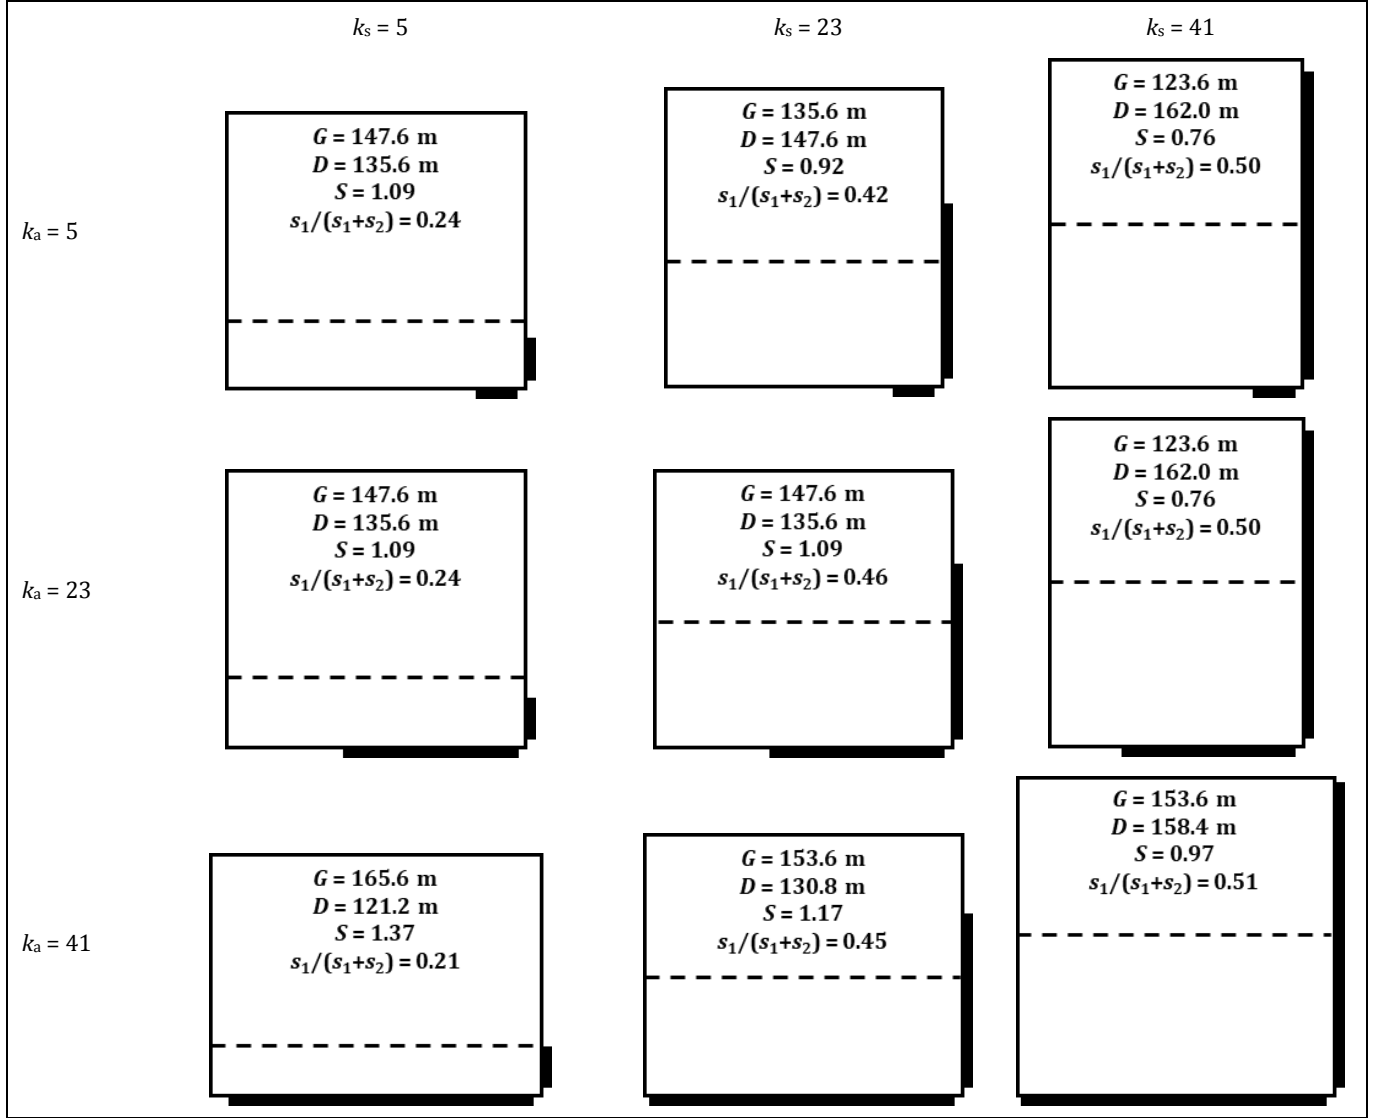 kₛ = 5
kₛ = 23
kₛ = 41
kₐ = 5
G = 147.6 m
D = 135.6 m
S = 1.09
s₁/(s₁+s₂) = 0.24
G = 135.6 m
D = 147.6 m
S = 0.92
s₁/(s₁+s₂) = 0.42
G = 123.6 m
D = 162.0 m
S = 0.76
s₁/(s₁+s₂) = 0.50
kₐ = 23
G = 147.6 m
D = 135.6 m
S = 1.09
s₁/(s₁+s₂) = 0.24
G = 147.6 m
D = 135.6 m
S = 1.09
s₁/(s₁+s₂) = 0.46
G = 123.6 m
D = 162.0 m
S = 0.76
s₁/(s₁+s₂) = 0.50
kₐ = 41
G = 165.6 m
D = 121.2 m
S = 1.37
s₁/(s₁+s₂) = 0.21
G = 153.6 m
D = 130.8 m
S = 1.17
s₁/(s₁+s₂) = 0.45
G = 153.6 m
D = 158.4 m
S = 0.97
s₁/(s₁+s₂) = 0.51